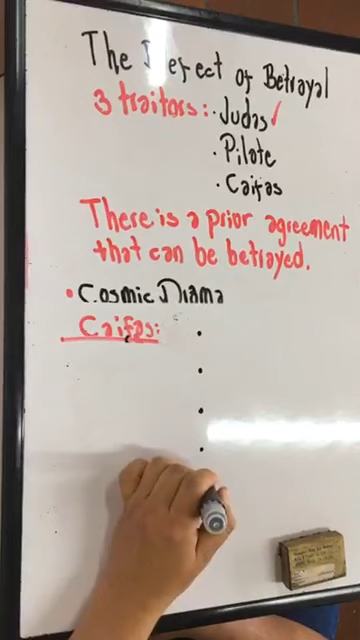 The Defect of Betrayal
3 traitors: · Judas ✓
· Pilate
· Caifas
There is a prior agreement
that can be betrayed.
• Cosmic Drama
Caifas: